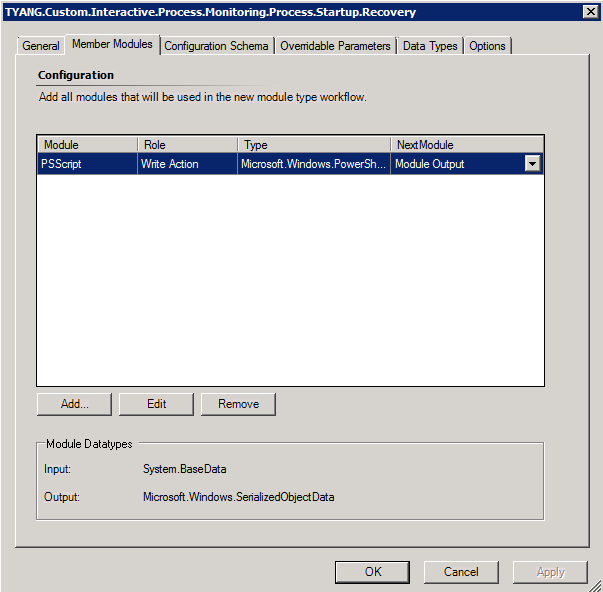 TYANG.Custom.Interactive.Process.Monitoring.Process.Startup.Recovery
General Member Modules Configuration Schema Overridable Parameters Data Types Options
Configuration
Add all modules that will be used in the new module type workflow.
Module Role Type NextModule
PSScript Write Action Microsoft.Windows.PowerSh... Module Output
Add... Edit Remove
Module Datatypes
Input: System.BaseData
Output: Microsoft.Windows.SerializedObjectData
OK Cancel Apply